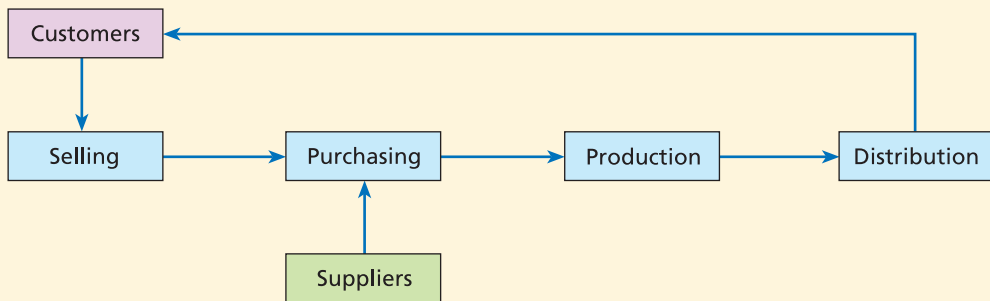 Customers
Selling
Purchasing
Production
Distribution
Suppliers